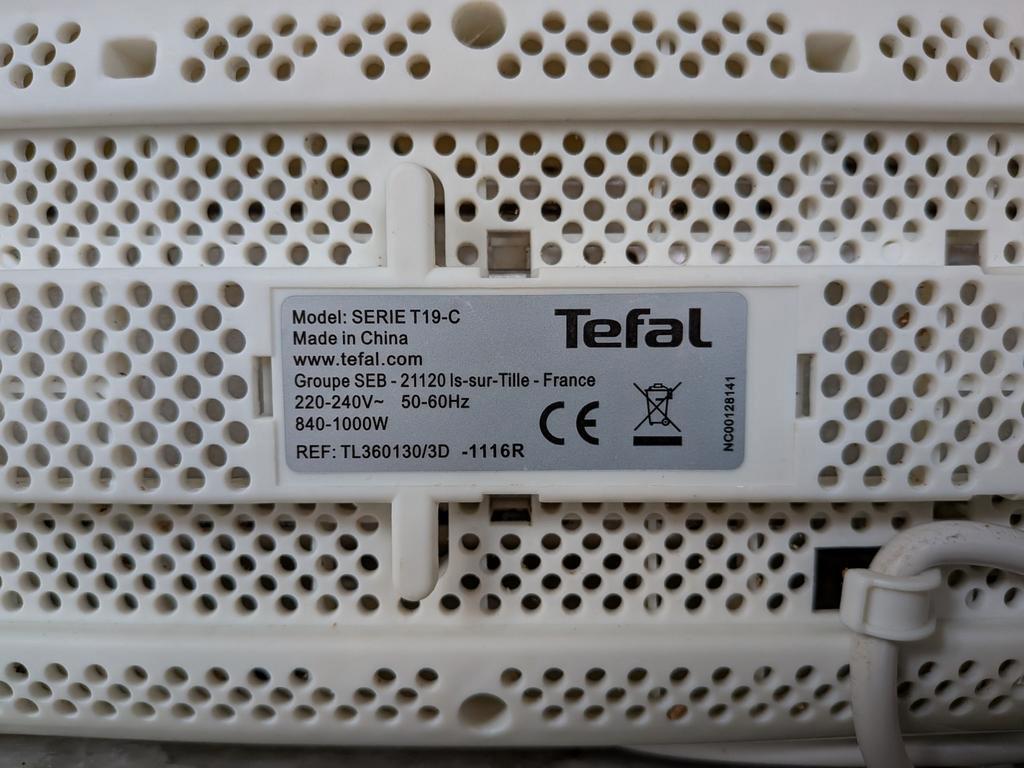 Model: SERIE T19-C
Tefal
Made in China
www.tefal.com
Groupe SEB - 21120 Is-sur-Tille - France
220-240V~ 50-60Hz
840-1000W
CE
REF: TL360130/3D -1116R
NC00128141